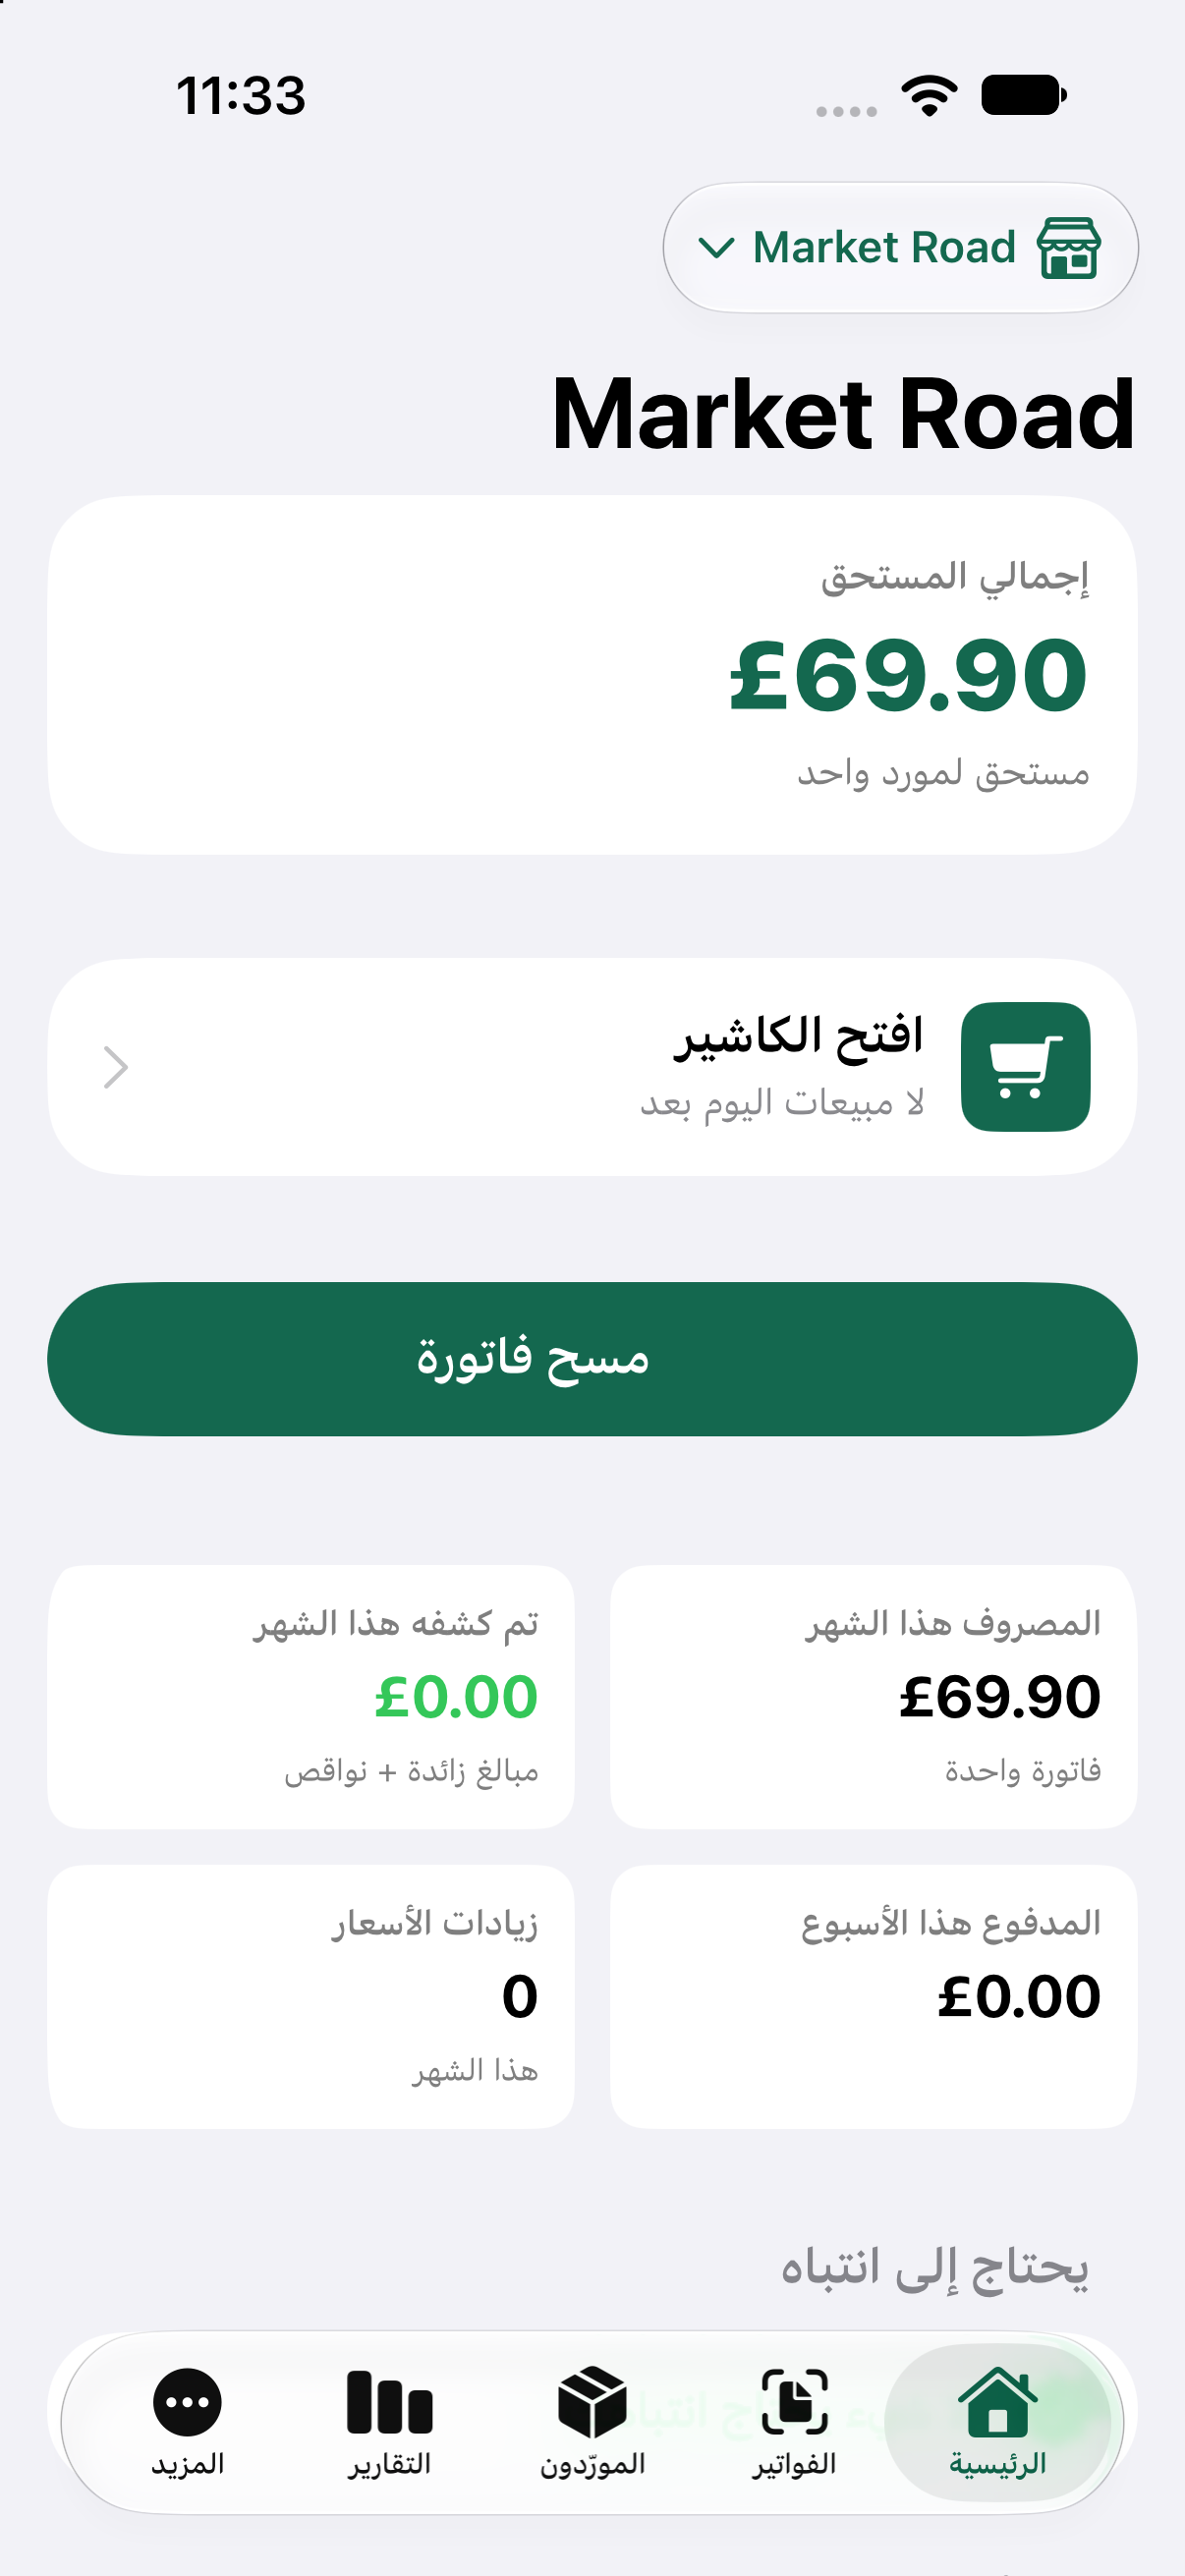 11:33
Market Road
Market Road
إجمالي المستحق
£69.90
مستحق لمورد واحد
افتح الكاشير
لا مبيعات اليوم بعد
مسح فاتورة
المصروف هذا الشهر
£69.90
فاتورة واحدة
تم كشفه هذا الشهر
£0.00
مبالغ زائدة + نواقص
المدفوع هذا الأسبوع
£0.00
زيادات الأسعار
0
هذا الشهر
يحتاج إلى انتباه
الرئيسية
الفواتير
المورّدون
التقارير
المزيد